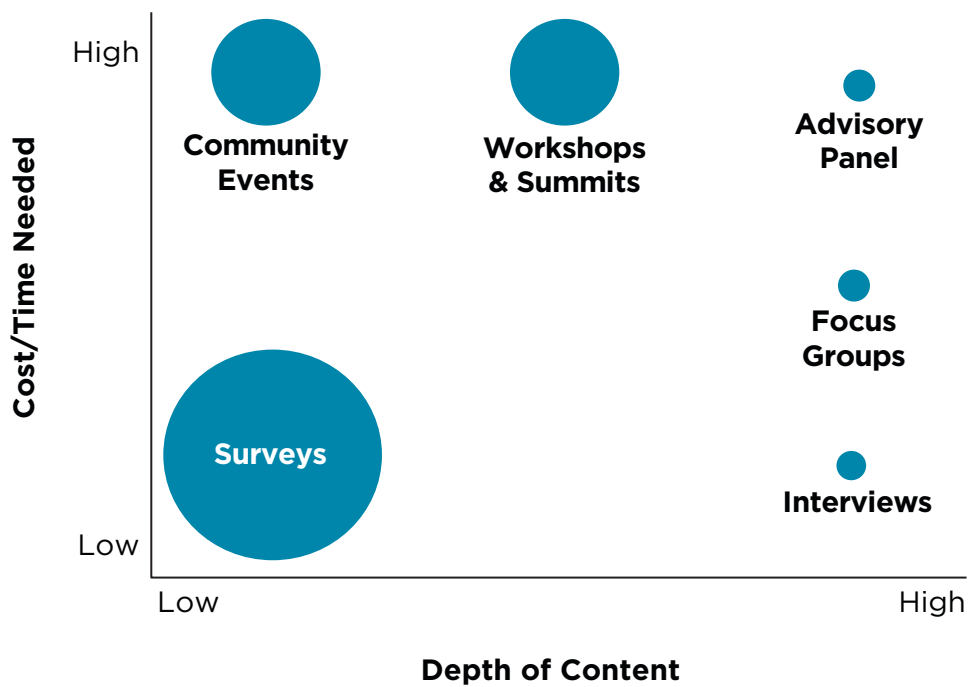 High
Community
Events
Workshops
& Summits
Advisory
Panel
Focus
Groups
Cost/Time Needed
Surveys
Interviews
Low
Low
High
Depth of Content